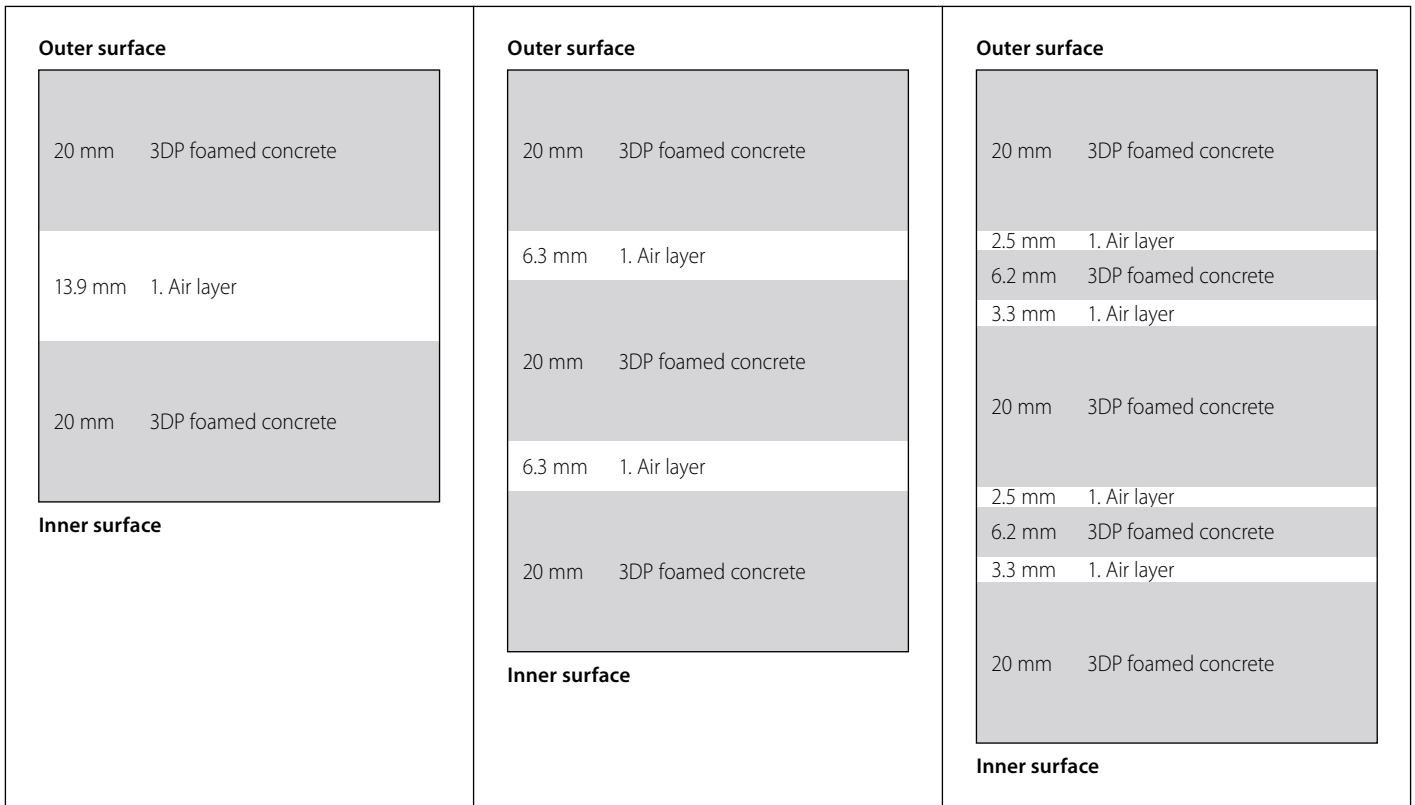 Outer surface
20 mm 3DP foamed concrete
13.9 mm 1. Air layer
20 mm 3DP foamed concrete
Inner surface
Outer surface
20 mm 3DP foamed concrete
6.3 mm 1. Air layer
20 mm 3DP foamed concrete
6.3 mm 1. Air layer
20 mm 3DP foamed concrete
Inner surface
Outer surface
20 mm 3DP foamed concrete
2.5 mm 1. Air layer
6.2 mm 3DP foamed concrete
3.3 mm 1. Air layer
20 mm 3DP foamed concrete
2.5 mm 1. Air layer
6.2 mm 3DP foamed concrete
3.3 mm 1. Air layer
20 mm 3DP foamed concrete
Inner surface